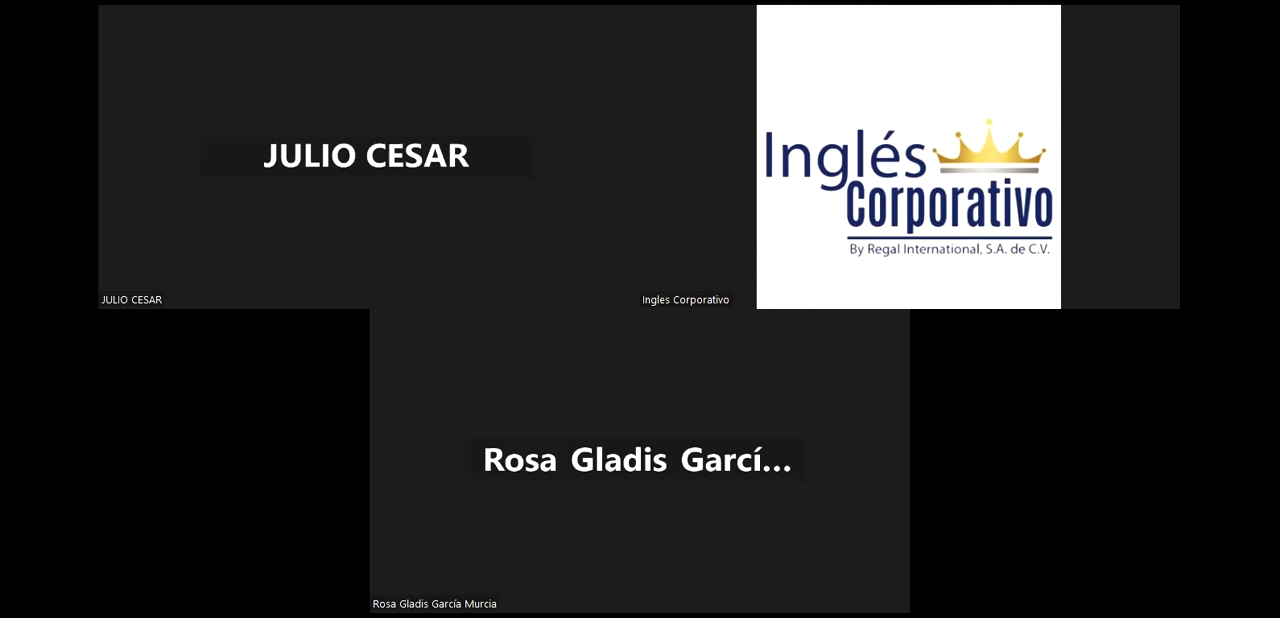 JULIO CESAR
JULIO CESAR
Inglés
Corporativo
By Regal International, S.A. de C.V.
Ingles Corporativo
Rosa Gladis Garcí...
Rosa Gladis García Murcia